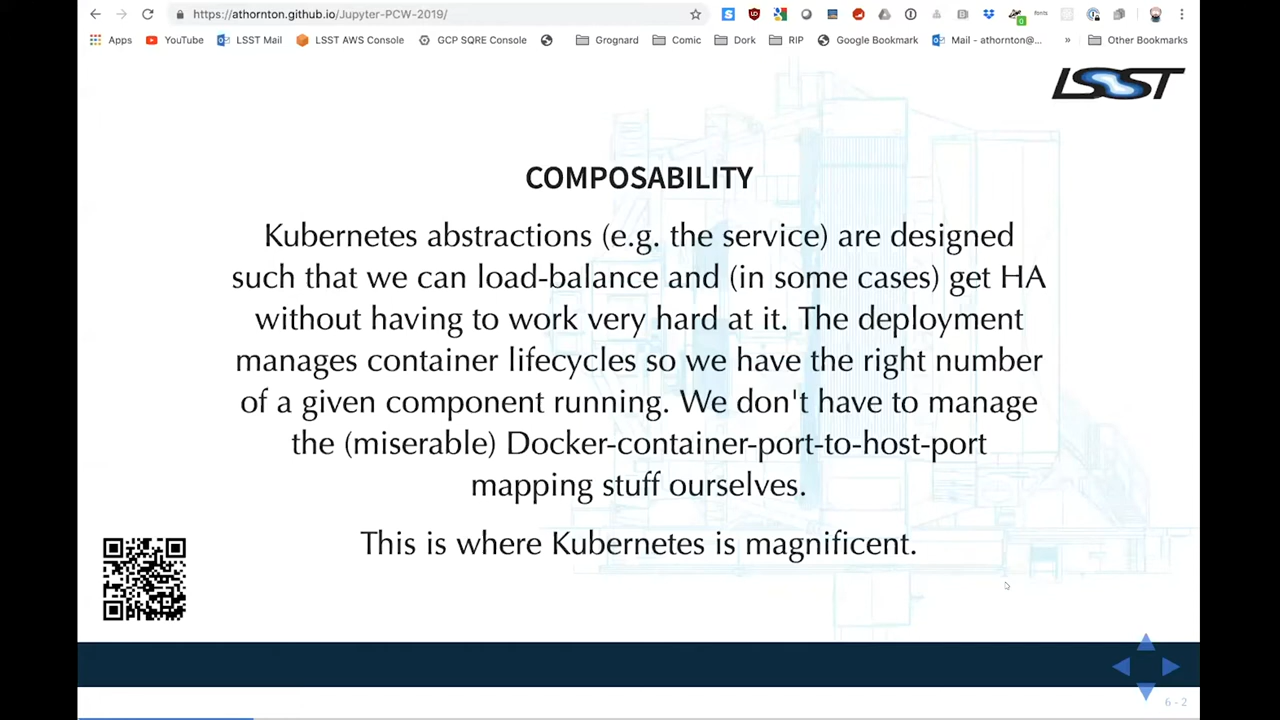 https://athornton.github.io/Jupyter-PCW-2019/
Apps YouTube LSST Mail LSST AWS Console GCP SQRE Console Grognard Comic Dork RIP Google Bookmark Mail - athornton@... » Other Bookmarks
LSST
COMPOSABILITY
Kubernetes abstractions (e.g. the service) are designed
such that we can load-balance and (in some cases) get HA
without having to work very hard at it. The deployment
manages container lifecycles so we have the right number
of a given component running. We don't have to manage
the (miserable) Docker-container-port-to-host-port
mapping stuff ourselves.
This is where Kubernetes is magnificent.
6 - 2